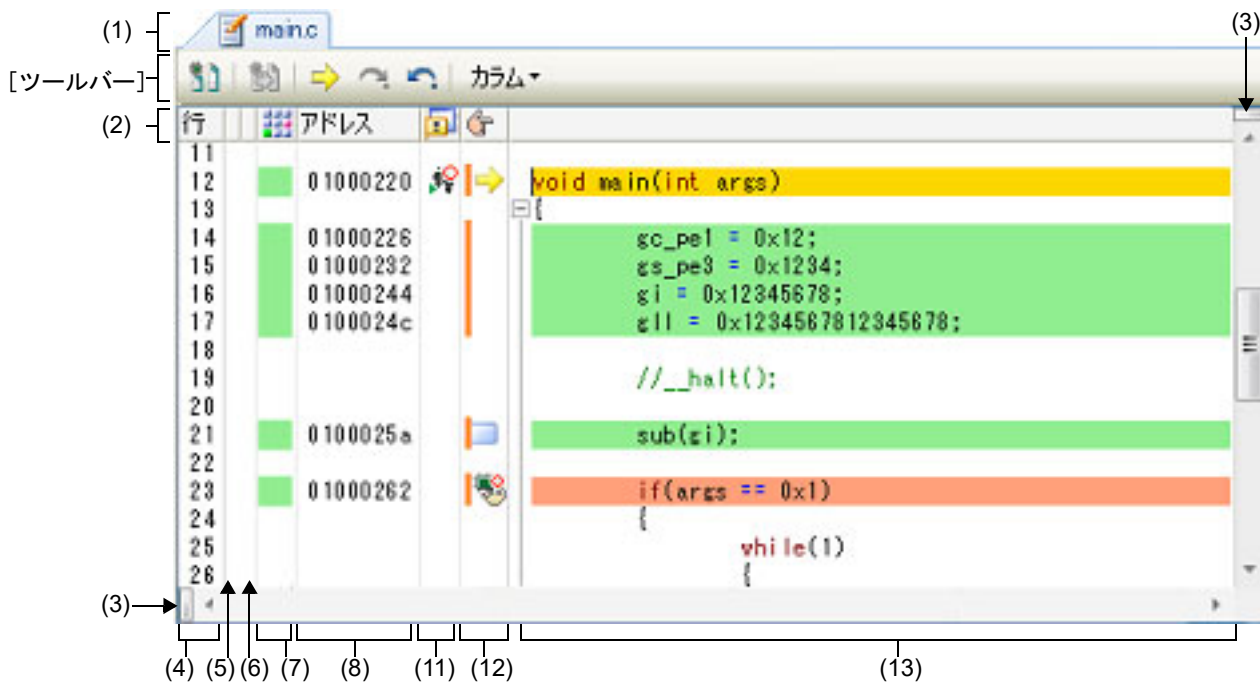 (1) main.c (3)
[ツールバー] カラム
(2) 行 アドレス
11
12 01000220 void main(int args)
13 {
14 01000226 gc_pe1 = 0x12;
15 01000232 gs_pe3 = 0x1234;
16 01000244 gi = 0x12345678;
17 0100024c gll = 0x1234567812345678;
18
19 //__halt();
20
21 0100025a sub(gi);
22
23 01000262 if(args == 0x1)
24 {
25 while(1)
26 {
(3)
(4) (5) (6) (7) (8) (11) (12) (13)